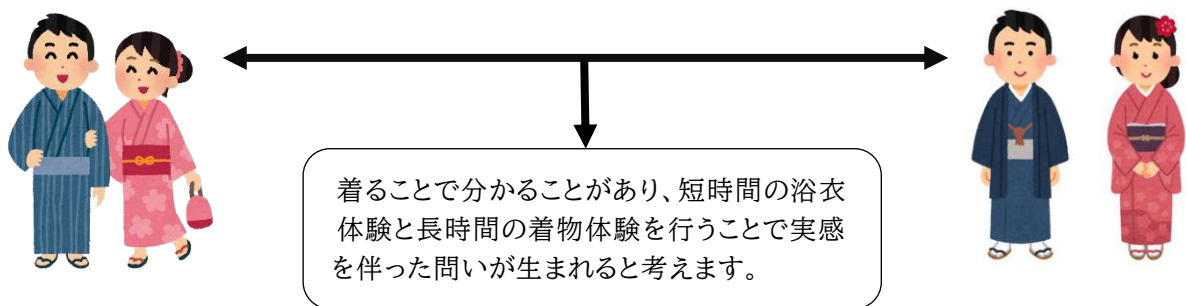 着ることで分かることがあり、短時間の浴衣
体験と長時間の着物体験を行うことで実感
を伴った問いが生まれると考えます。